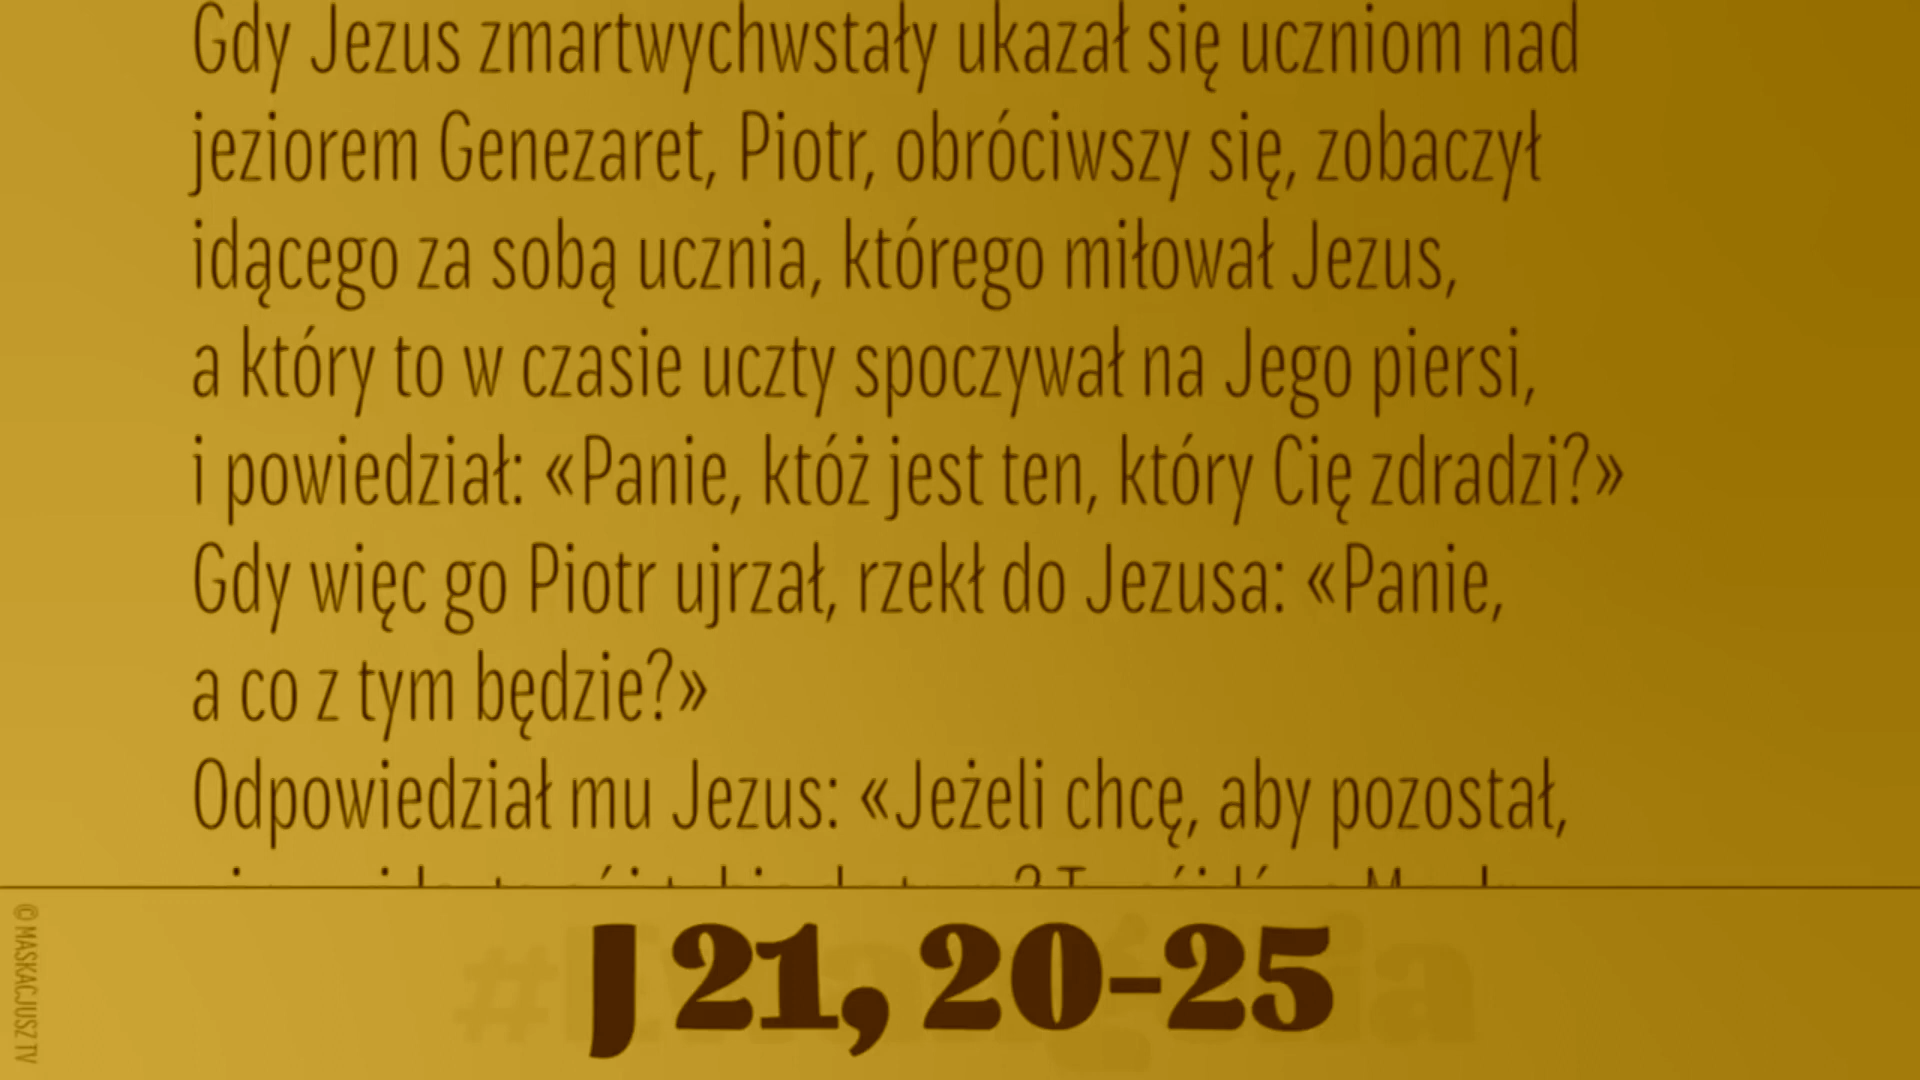 Gdy Jezus zmartwychwstały ukazał się uczniom nad
jeziorem Genezaret, Piotr, obróciwszy się, zobaczył
idącego za sobą ucznia, którego miłował Jezus,
a który to w czasie uczty spoczywał na Jego piersi,
i powiedział: «Panie, któż jest ten, który Cię zdradzi?»
Gdy więc go Piotr ujrzał, rzekł do Jezusa: «Panie,
a co z tym będzie?»
Odpowiedział mu Jezus: «Jeżeli chcę, aby pozostał,
J 21, 20-25
© MASKACJUSZ TV